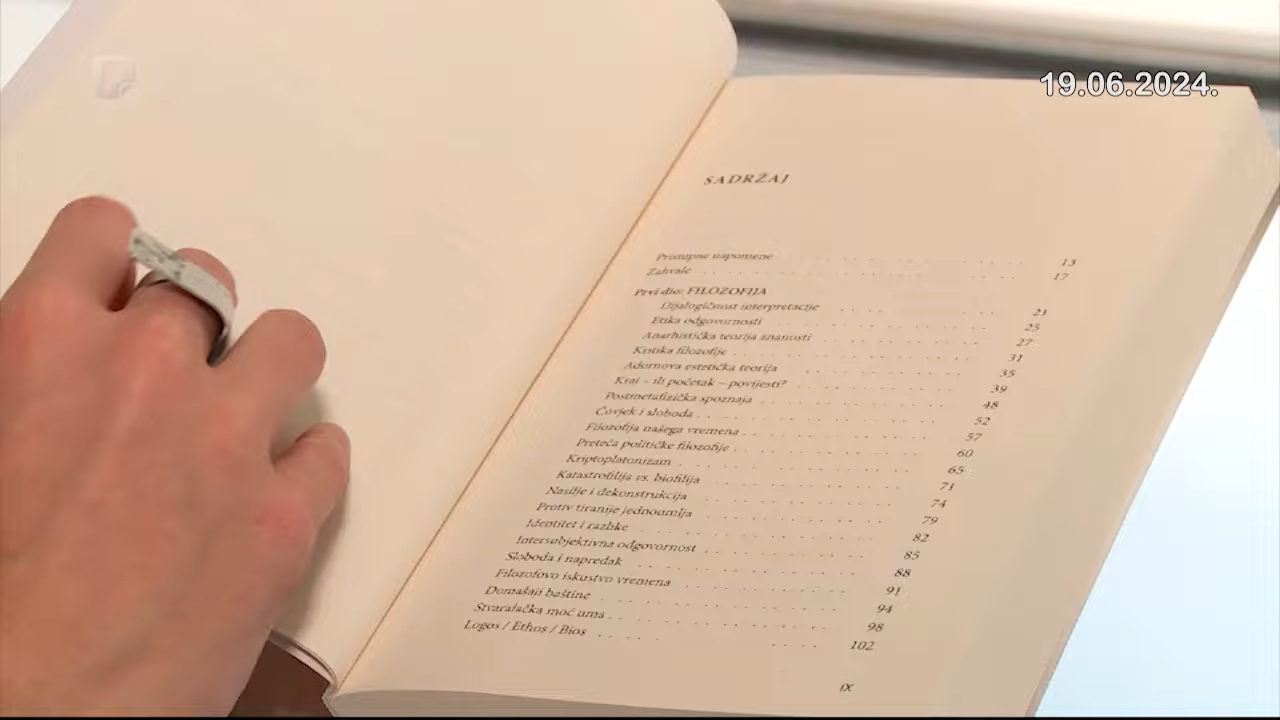 19.06.2024.
SADRŽAJ
Pristupne napomene . . . . . . . . . . 13
Zahvale . . . . . . . . . . 17
Prvi dio: FILOZOFIJA
Dijalogičnost interpretacije . . . . . . . . . . 21
Etika odgovornosti . . . . . . . . . . 25
Anarhistička teorija znanosti . . . . . . . . . . 27
Kritika filozofije . . . . . . . . . . 31
Adornova estetička teorija . . . . . . . . . . 35
Kraj – ili početak – povijesti? . . . . . . . . . . 39
Postmetafizička spoznaja . . . . . . . . . . 48
Čovjek i sloboda . . . . . . . . . . 52
Filozofija našega vremena . . . . . . . . . . 57
Preteča političke filozofije . . . . . . . . . . 60
Kriptoplatonizam . . . . . . . . . . 65
Katastrofilija vs. biofilija . . . . . . . . . . 71
Nasilje i dekonstrukcija . . . . . . . . . . 74
Protiv tiranije jednoumlja . . . . . . . . . . 79
Identitet i razlike . . . . . . . . . . 82
Intersubjektivna odgovornost . . . . . . . . . . 85
Sloboda i napredak . . . . . . . . . . 88
Filozofovo iskustvo vremena . . . . . . . . . . 91
Domašaji baštine . . . . . . . . . . 94
Stvaralačka moć uma . . . . . . . . . . 98
Logos / Ethos / Bios . . . . . . . . . . 102
IX